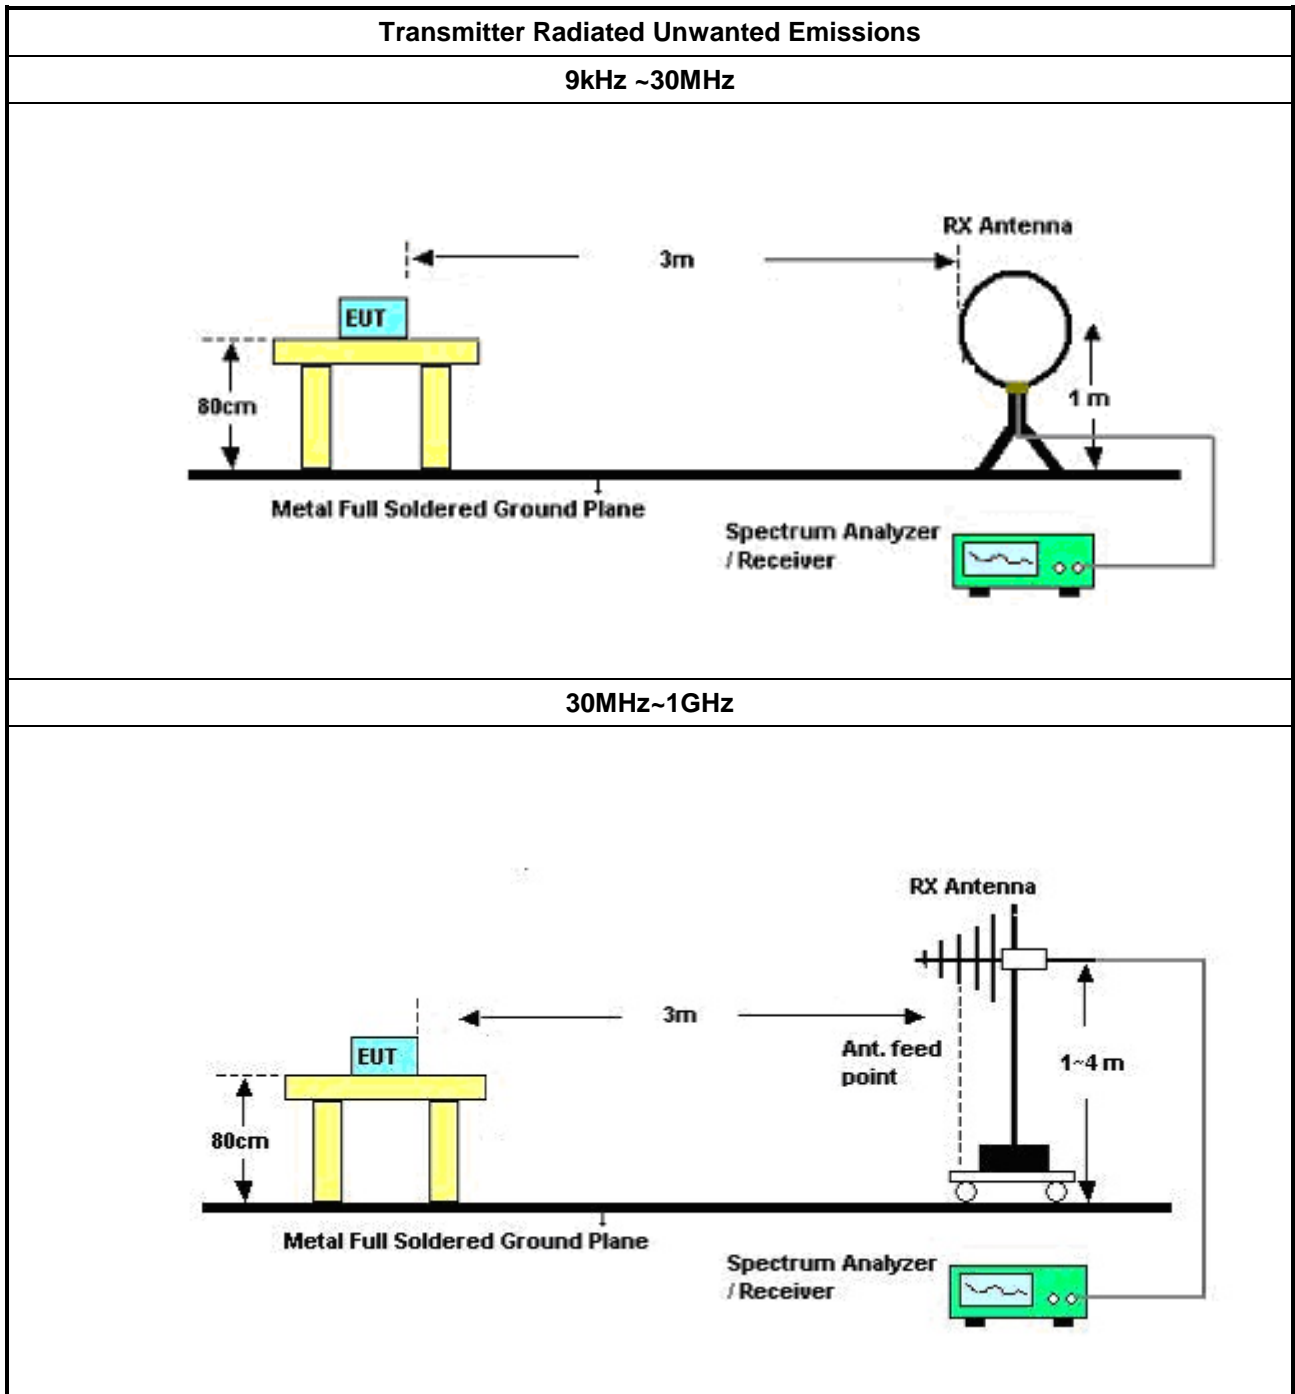 Transmitter Radiated Unwanted Emissions
9kHz ~30MHz
RX Antenna
3m
EUT
80cm
1 m
Metal Full Soldered Ground Plane
Spectrum Analyzer
/ Receiver
30MHz~1GHz
RX Antenna
3m
EUT
Ant. feed
point
1~4 m
80cm
Metal Full Soldered Ground Plane
Spectrum Analyzer
/ Receiver